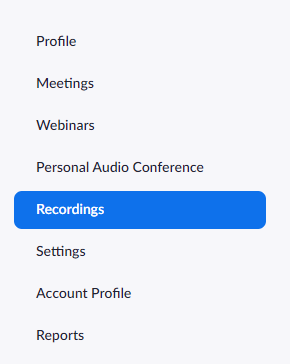 Profile
Meetings
Webinars
Personal Audio Conference
Recordings
Settings
Account Profile
Reports